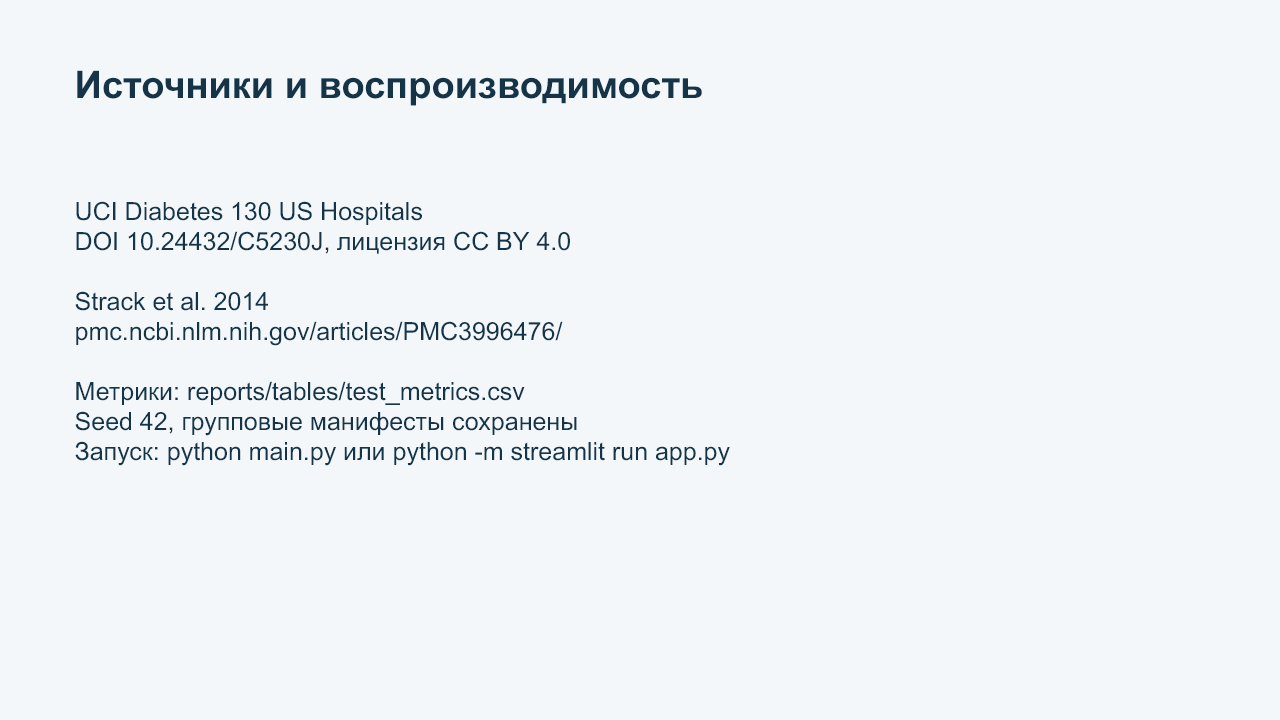 Источники и воспроизводимость
UCI Diabetes 130 US Hospitals
DOI 10.24432/C5230J, лицензия CC BY 4.0
Strack et al. 2014
pmc.ncbi.nlm.nih.gov/articles/PMC3996476/
Метрики: reports/tables/test_metrics.csv
Seed 42, групповые манифесты сохранены
Запуск: python main.py или python -m streamlit run app.py